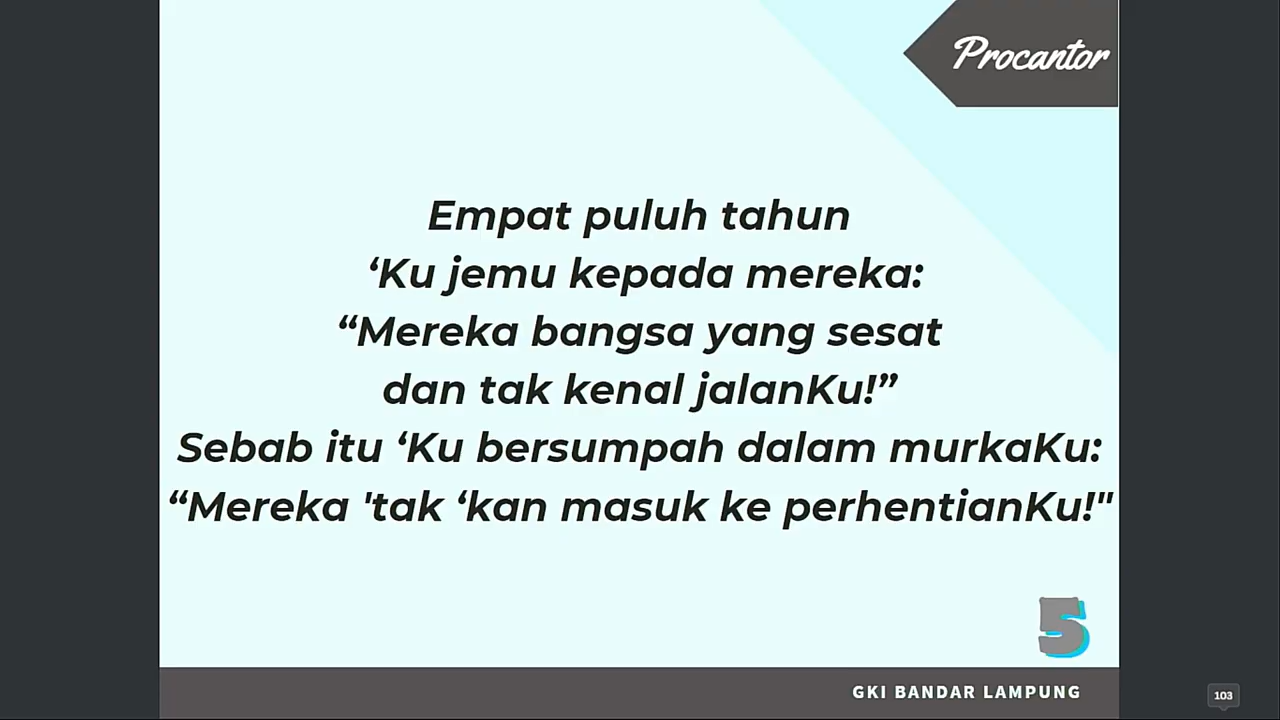 Procantor
Empat puluh tahun
‘Ku jemu kepada mereka:
“Mereka bangsa yang sesat
dan tak kenal jalanKu!”
Sebab itu ‘Ku bersumpah dalam murkaKu:
“Mereka 'tak ‘kan masuk ke perhentianKu!"
5
GKI BANDAR LAMPUNG
103